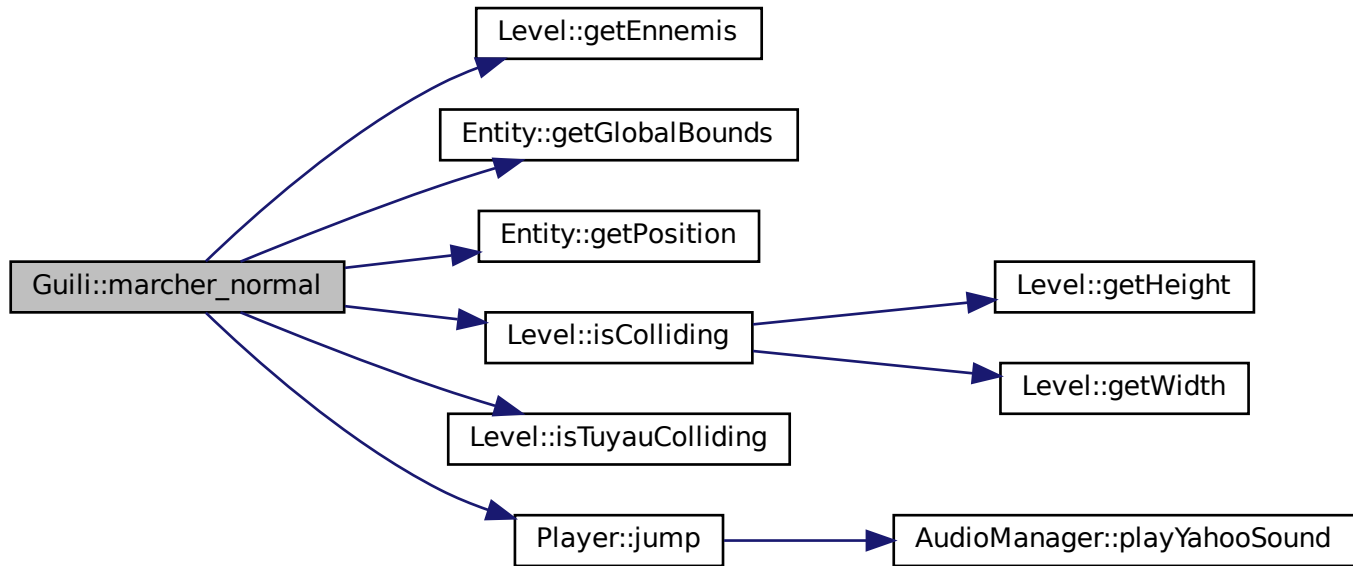 Level::getEnnemis
Entity::getGlobalBounds
Entity::getPosition
Guili::marcher_normal
Level::getHeight
Level::isColliding
Level::getWidth
Level::isTuyauColliding
Player::jump
AudioManager::playYahooSound